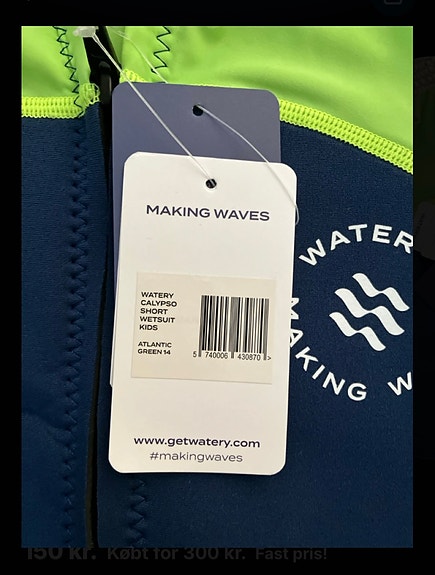 MAKING WAVES
WATERY
CALYPSO
SHORT
WETSUIT
KIDS
ATLANTIC
GREEN 14
5 740006 430870 >
www.getwatery.com
#makingwaves
WATER
MAKING W
150 kr. Købt for 300 kr. Fast pris!